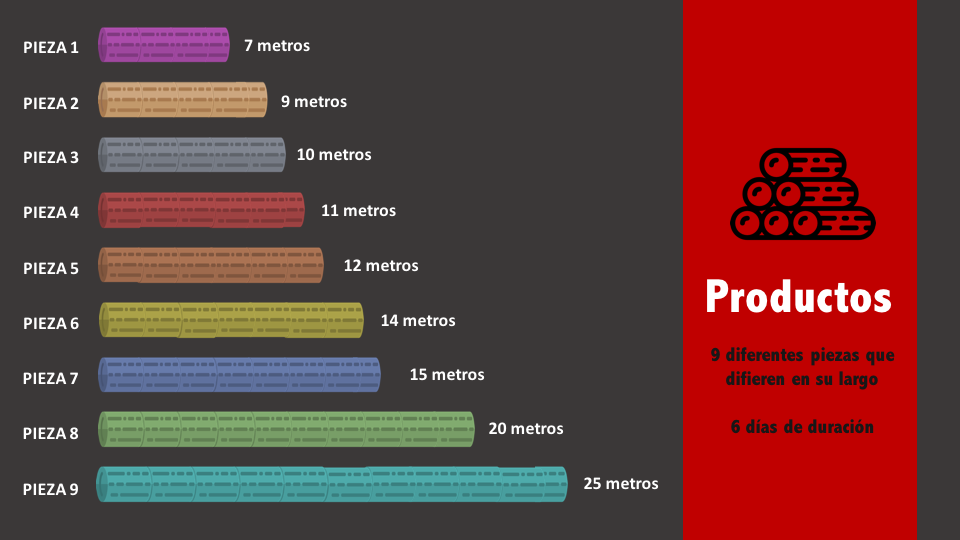 PIEZA 1
7 metros
PIEZA 2
9 metros
PIEZA 3
10 metros
PIEZA 4
11 metros
PIEZA 5
12 metros
PIEZA 6
14 metros
PIEZA 7
15 metros
PIEZA 8
20 metros
PIEZA 9
25 metros
Productos
9 diferentes piezas que
difieren en su largo
6 días de duración